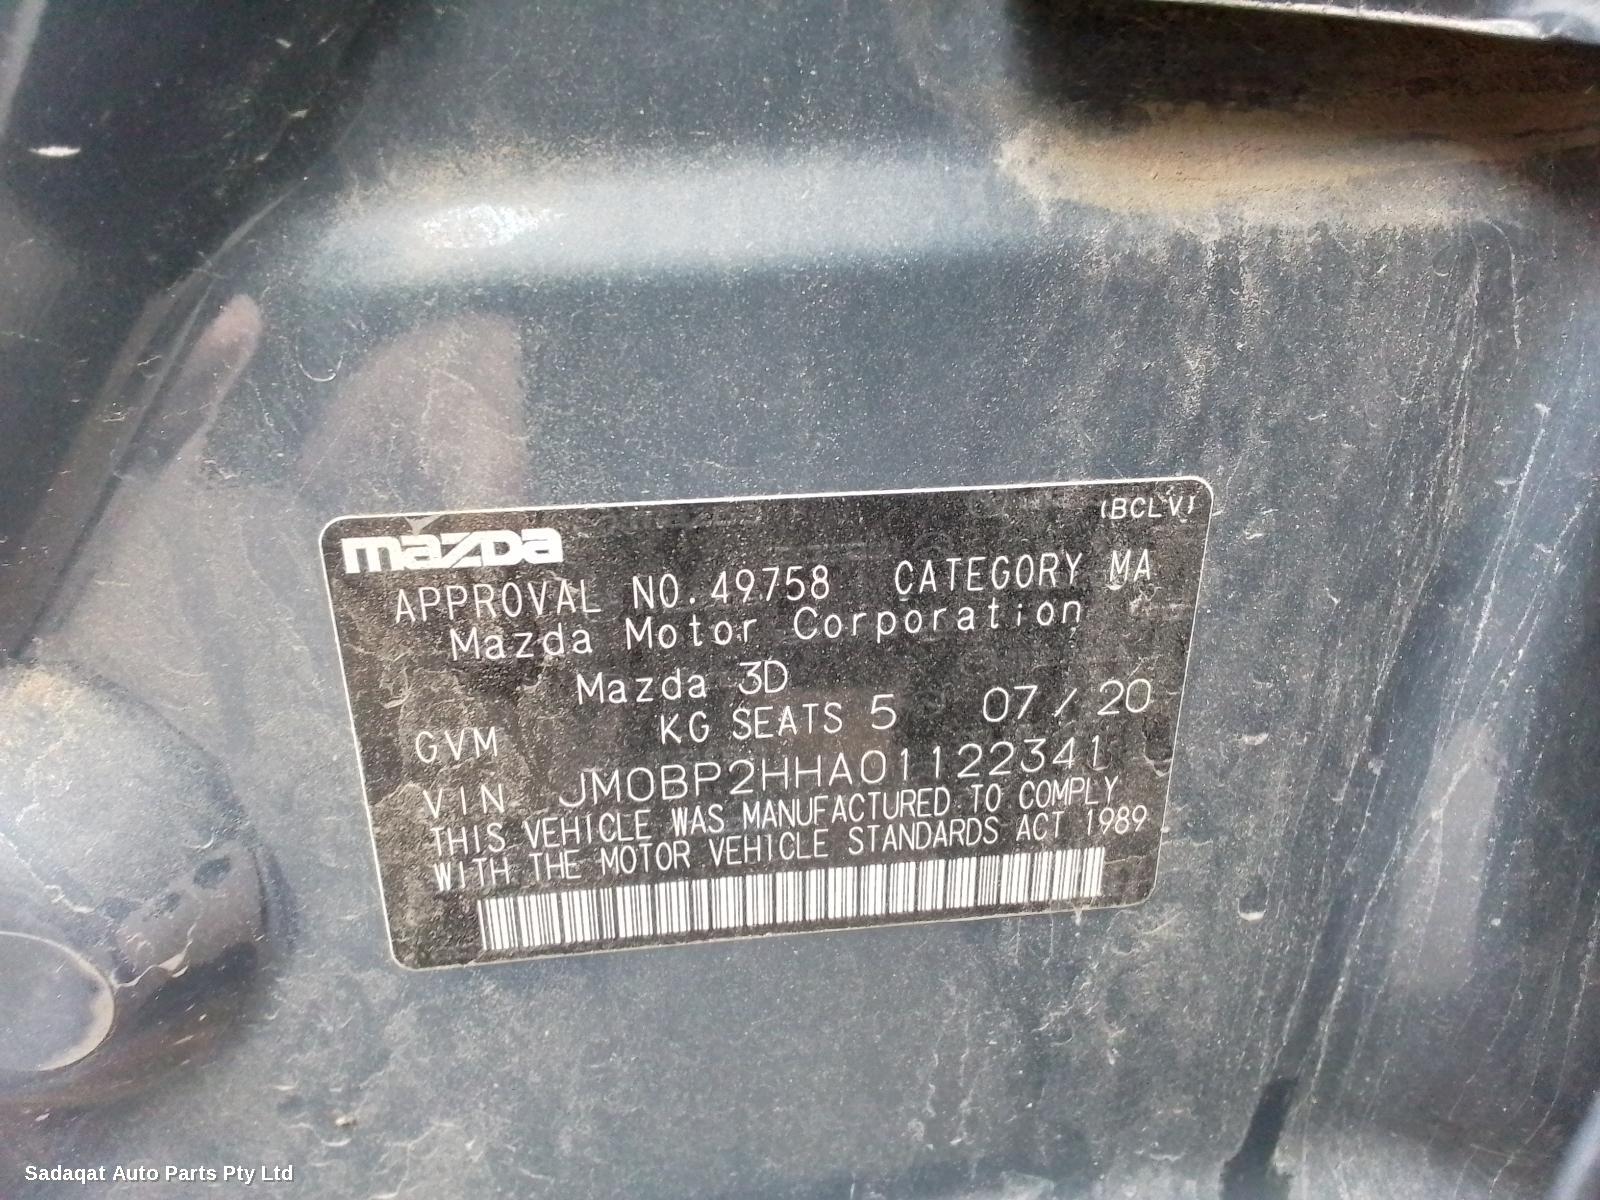 (BCLV)
mazda
APPROVAL NO. 49758 CATEGORY MA
Mazda Motor Corporation
Mazda 3D
GVM KG SEATS 5 07 / 20
VIN JM0BP2HHA01122341
THIS VEHICLE WAS MANUFACTURED TO COMPLY
WITH THE MOTOR VEHICLE STANDARDS ACT 1989
Sadaqat Auto Parts Pty Ltd